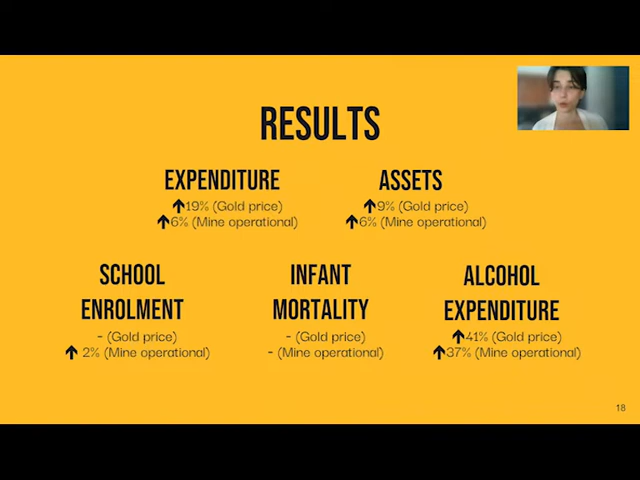 RESULTS
EXPENDITURE
↑19% (Gold price)
↑6% (Mine operational)
ASSETS
↑9% (Gold price)
↑6% (Mine operational)
SCHOOL
ENROLMENT
- (Gold price)
↑ 2% (Mine operational)
INFANT
MORTALITY
- (Gold price)
- (Mine operational)
ALCOHOL
EXPENDITURE
↑41% (Gold price)
↑37% (Mine operational)
18